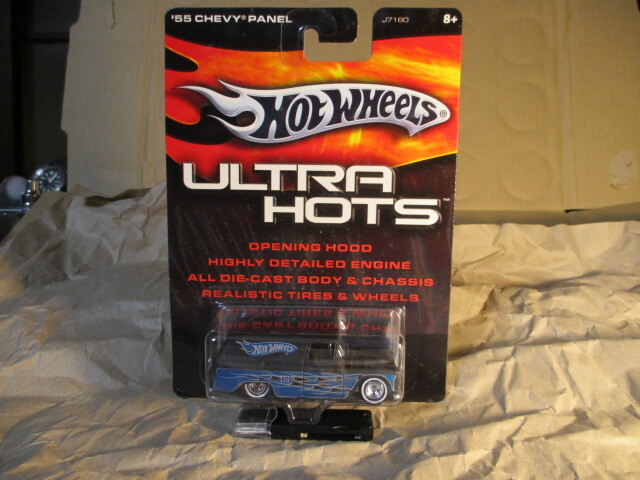 '55 CHEVY® PANEL J7160 8+
HOT WHEELS®
ULTRA
HOTS™
OPENING HOOD
HIGHLY DETAILED ENGINE
ALL DIE-CAST BODY & CHASSIS
REALISTIC TIRES & WHEELS
HOT WHEELS